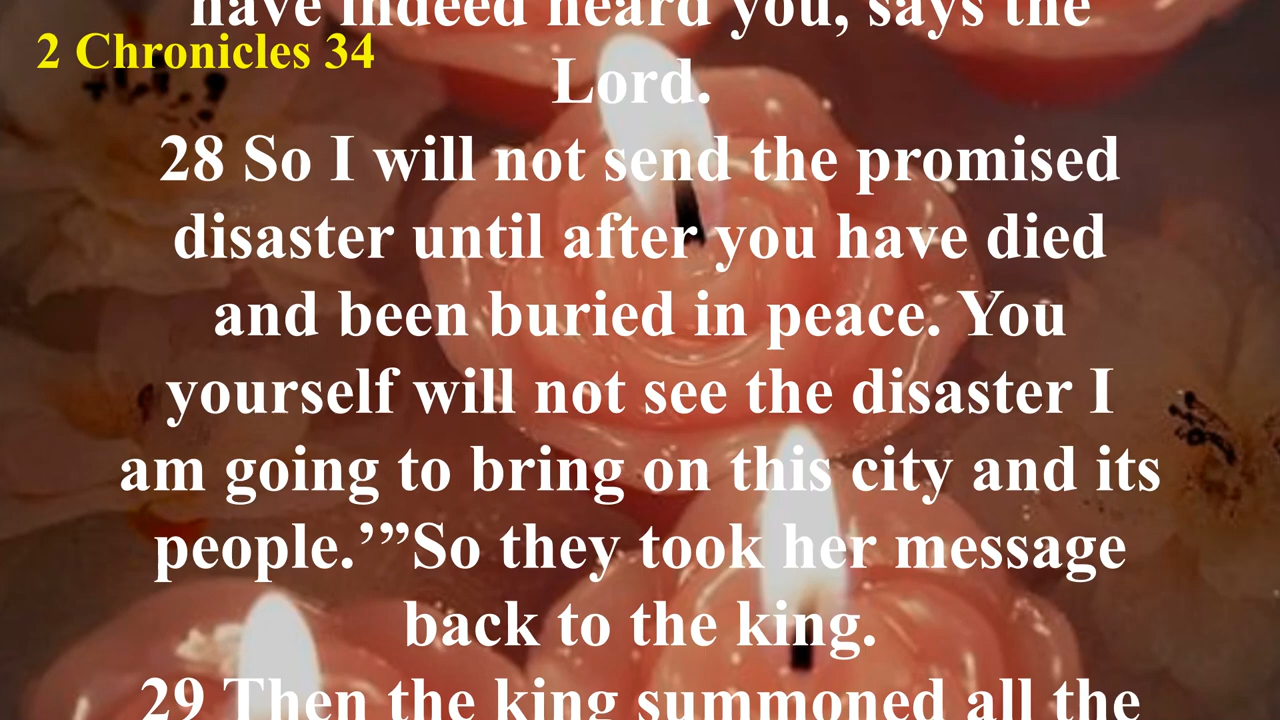 have indeed heard you, says the
2 Chronicles 34
Lord.
28 So I will not send the promised
disaster until after you have died
and been buried in peace. You
yourself will not see the disaster I
am going to bring on this city and its
people.’”’So they took her message
back to the king.
29 Then the king summoned all the